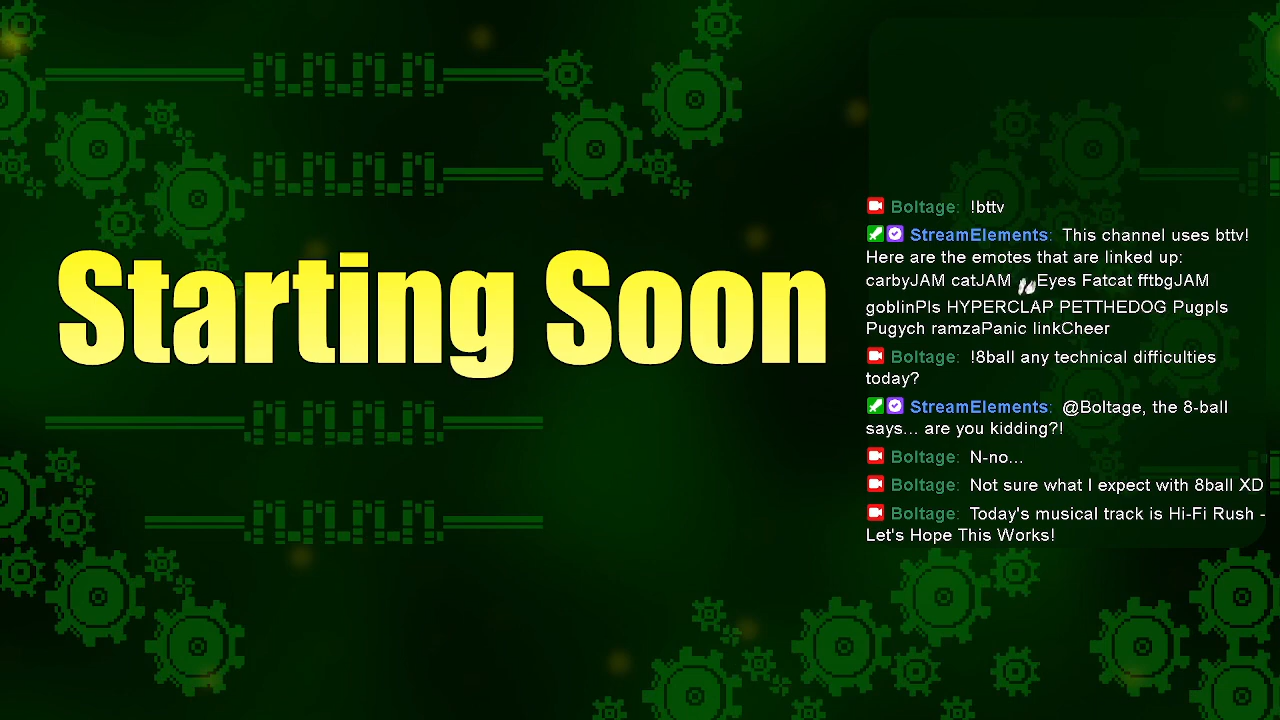 Starting Soon
Boltage: !bttv
StreamElements: This channel uses bttv!
Here are the emotes that are linked up:
carbyJAM catJAM Eyes Fatcat fftbgJAM
goblinPls HYPERCLAP PETTHEDOG Pugpls
Pugych ramzaPanic linkCheer
Boltage: !8ball any technical difficulties
today?
StreamElements: @Boltage, the 8-ball
says... are you kidding?!
Boltage: N-no...
Boltage: Not sure what I expect with 8ball XD
Boltage: Today's musical track is Hi-Fi Rush -
Let's Hope This Works!